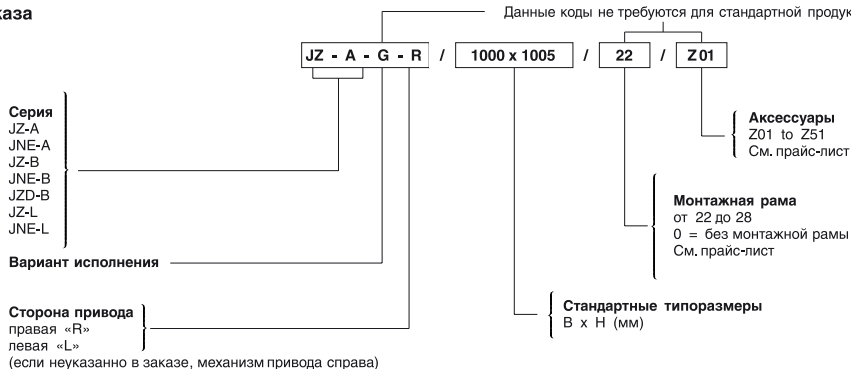 каза
Данные коды не требуются для стандартной
JZ - A - G - R / 1000 x 1005 / 22 / Z01
Серия
JZ-A
JNE-A
JZ-B
JNE-B
JZD-B
JZ-L
JNE-L
Аксессуары
Z01 to Z51
См. прайс-лист
Монтажная рама
от 22 до 28
0 = без монтажной рамы
См. прайс-лист
Вариант исполнения
Сторона привода
правая «R»
левая «L»
(если неуказанно в заказе, механизм привода справа)
Стандартные типоразмеры
B x H (мм)